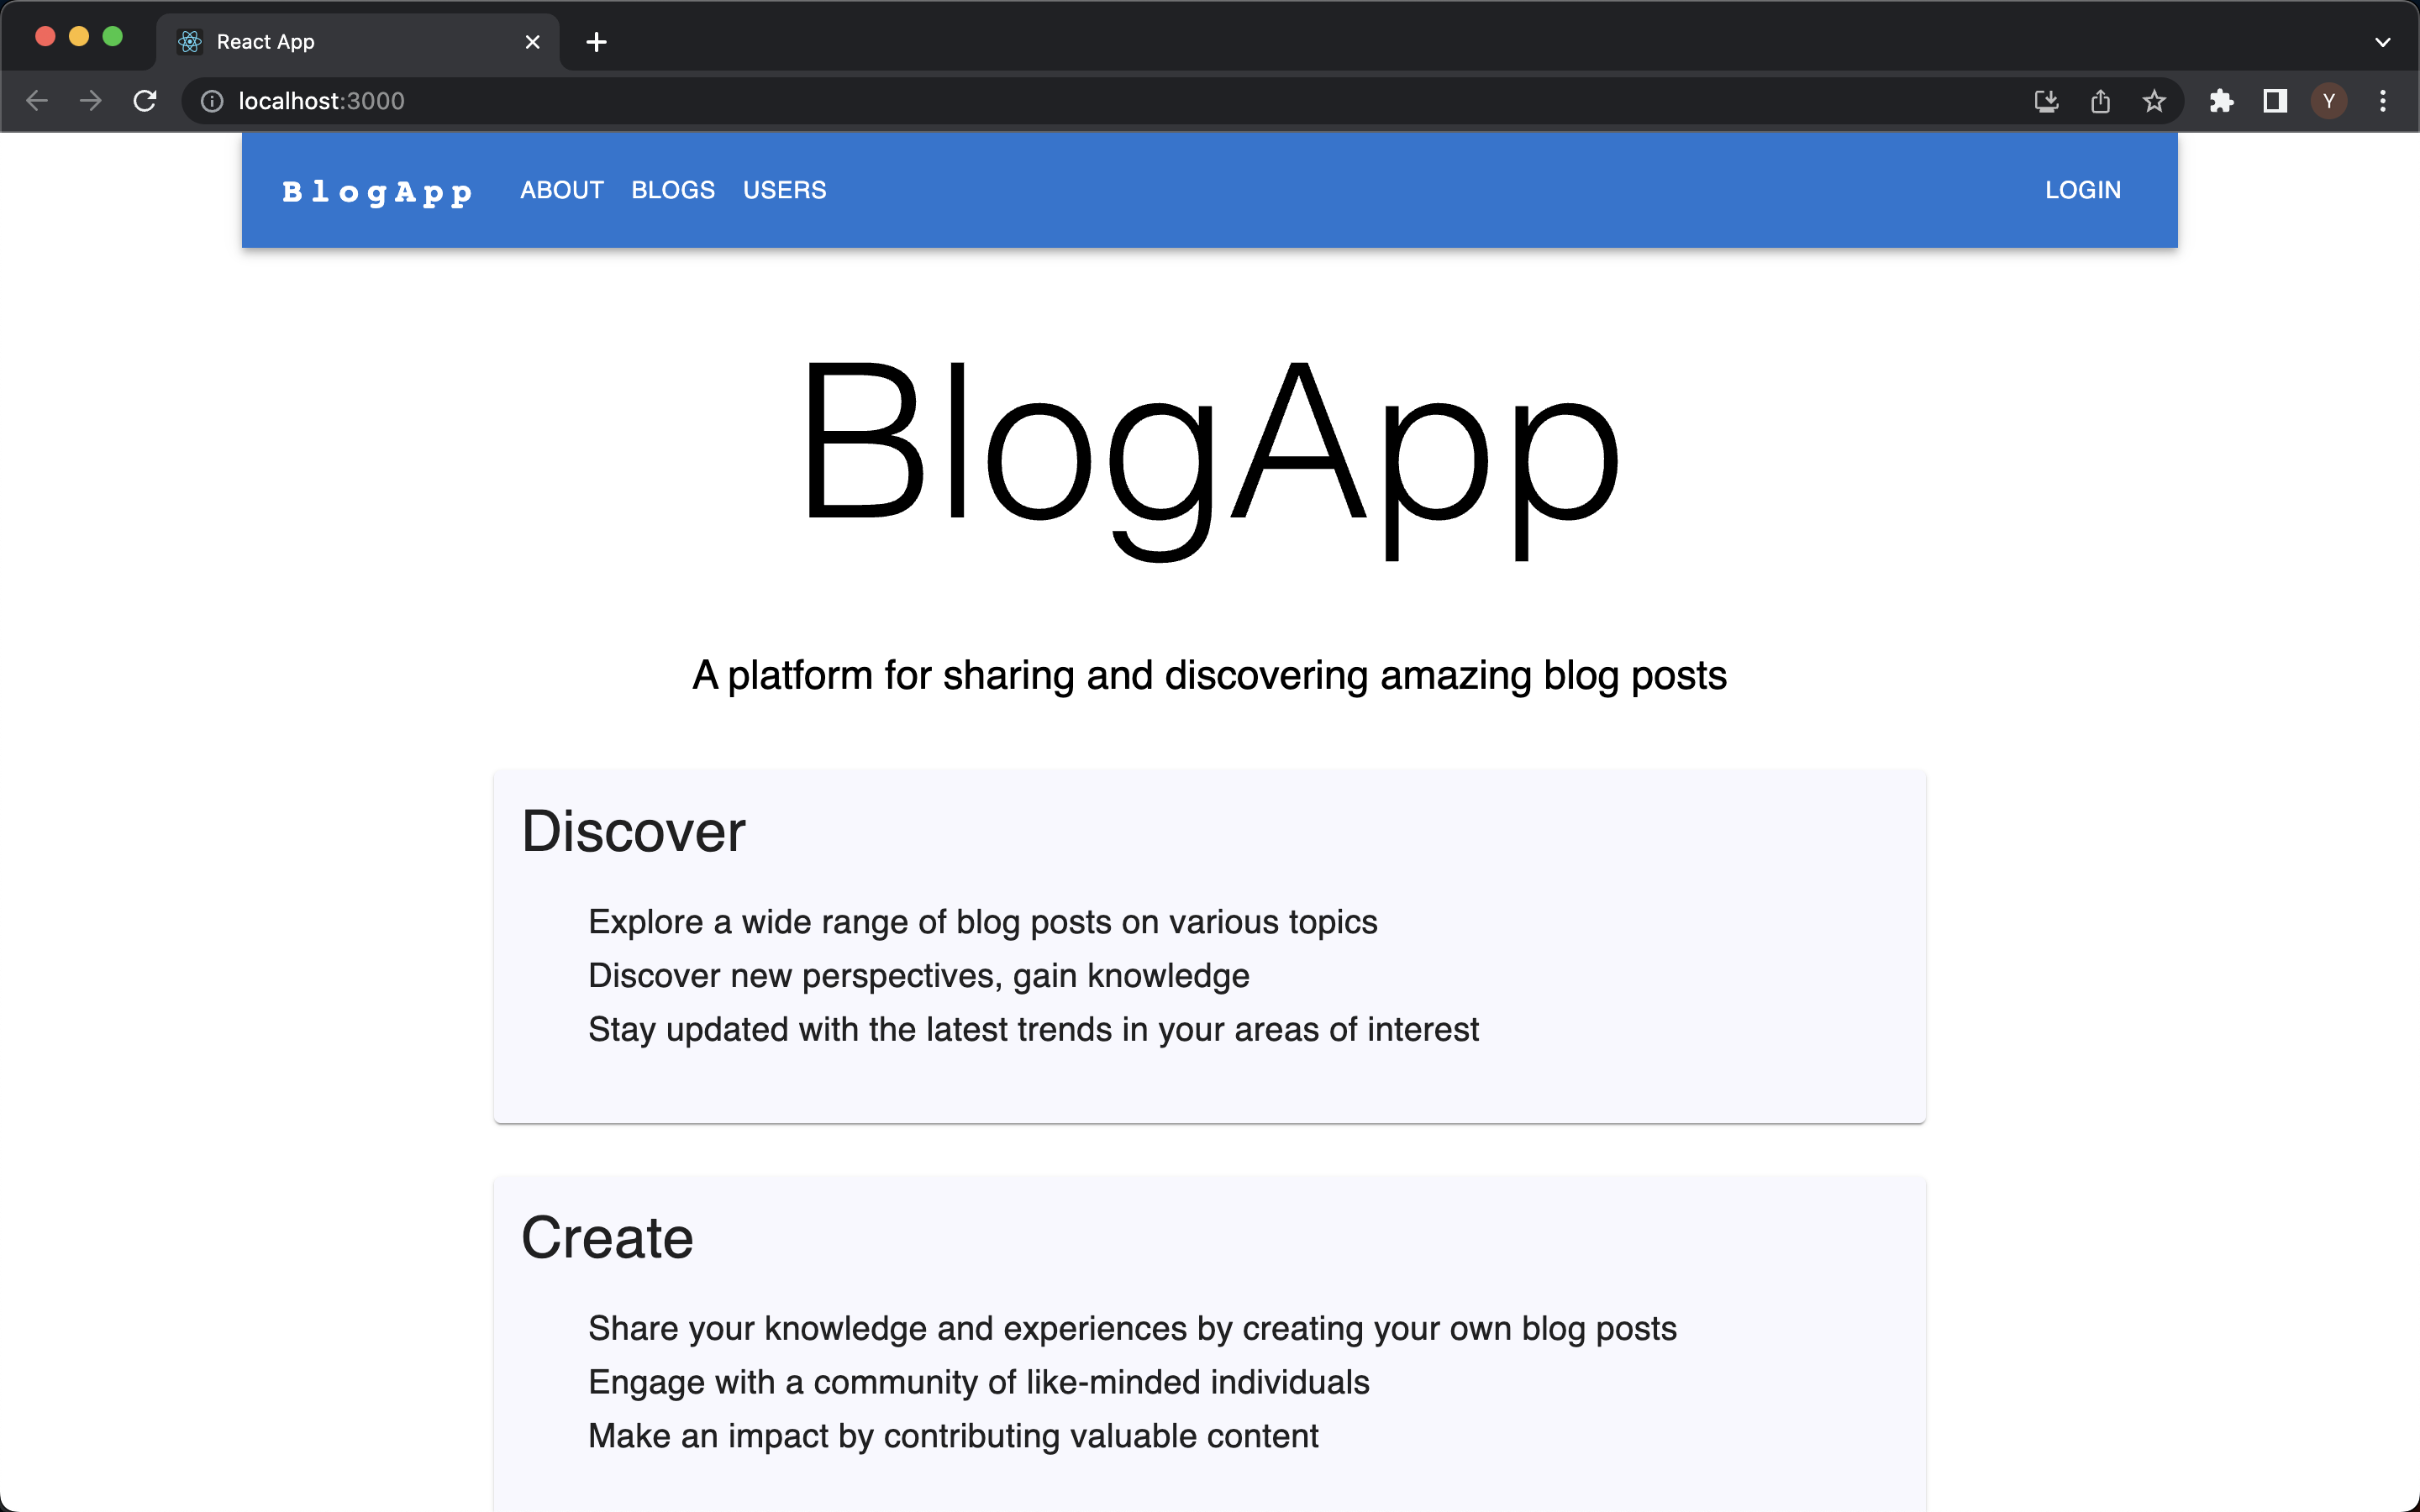 React App
localhost:3000
Y
BlogApp ABOUT BLOGS USERS LOGIN
BlogApp
A platform for sharing and discovering amazing blog posts
Discover
Explore a wide range of blog posts on various topics
Discover new perspectives, gain knowledge
Stay updated with the latest trends in your areas of interest
Create
Share your knowledge and experiences by creating your own blog posts
Engage with a community of like-minded individuals
Make an impact by contributing valuable content